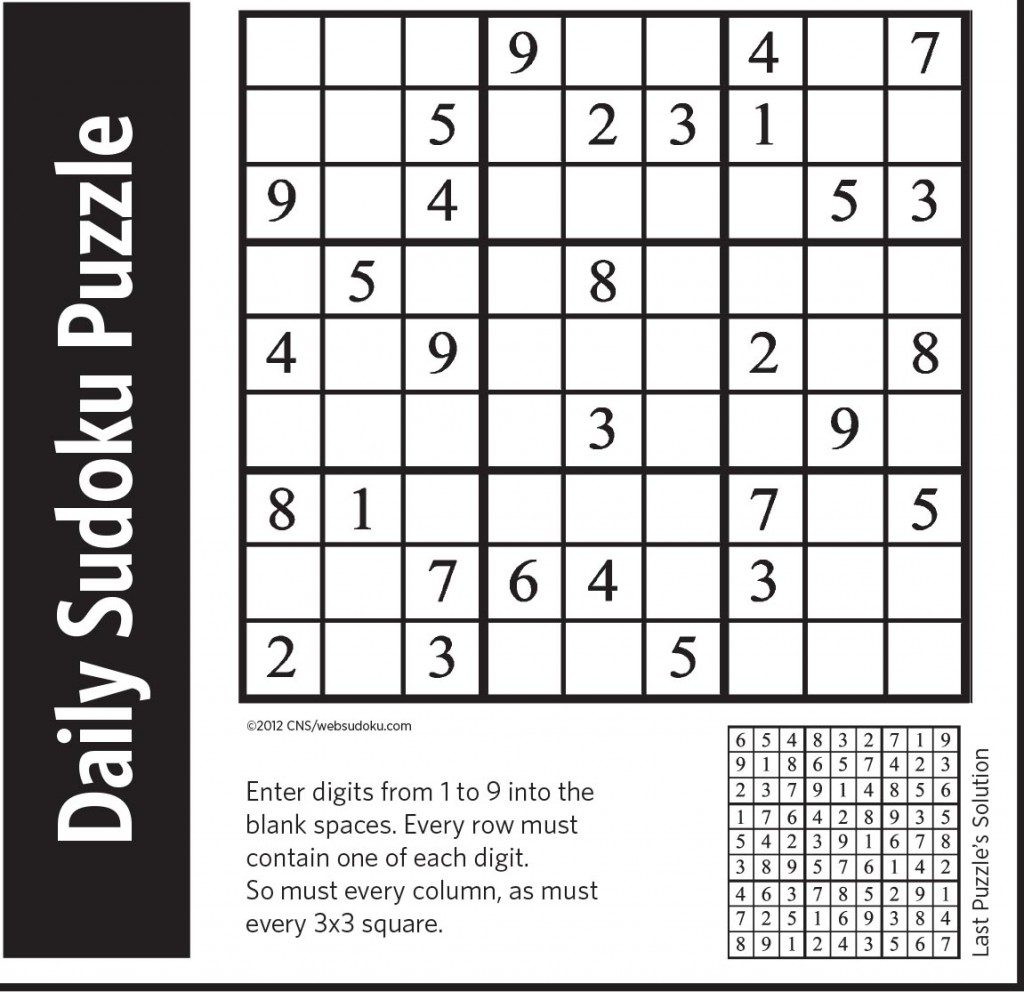 Daily Sudoku Puzzle
9 4 7
5 2 3 1
9 4 5 3
5 8
4 9 2 8
3 9
8 1 7 5
7 6 4 3
2 3 5
©2012 CNS/websudoku.com
Enter digits from 1 to 9 into the
blank spaces. Every row must
contain one of each digit.
So must every column, as must
every 3x3 square.
6 5 4 8 3 2 7 1 9
9 1 8 6 5 7 4 2 3
2 3 7 9 1 4 8 5 6
1 7 6 4 2 8 9 3 5
5 4 2 3 9 1 6 7 8
3 8 9 5 7 6 1 4 2
4 6 3 7 8 5 2 9 1
7 2 5 1 6 9 3 8 4
8 9 1 2 4 3 5 6 7
Last Puzzle's Solution